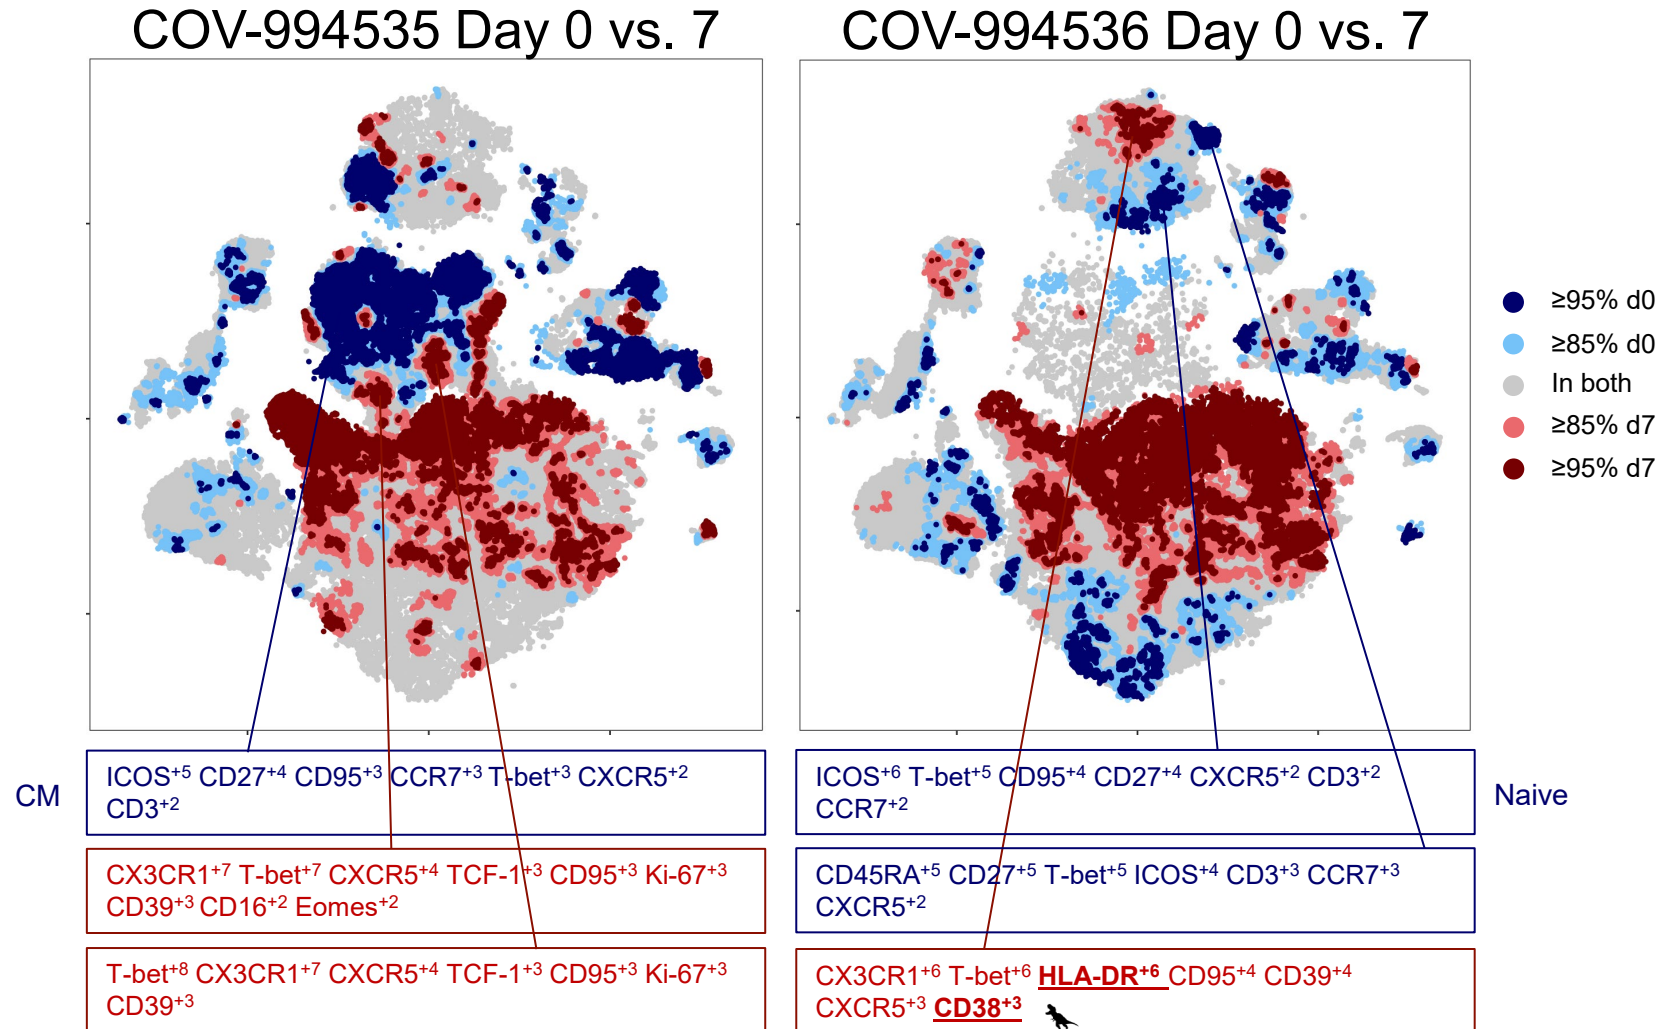 COV-994535 Day 0 vs. 7
COV-994536 Day 0 vs. 7
≥95% d0
≥85% d0
In both
≥85% d7
≥95% d7
CM
ICOS⁺⁵ CD27⁺⁴ CD95⁺³ CCR7⁺³ T-bet⁺³ CXCR5⁺²
CD3⁺²
CX3CR1⁺⁷ T-bet⁺⁷ CXCR5⁺⁴ TCF-1⁺³ CD95⁺³ Ki-67⁺³
CD39⁺³ CD16⁺² Eomes⁺²
T-bet⁺⁸ CX3CR1⁺⁷ CXCR5⁺⁴ TCF-1⁺³ CD95⁺³ Ki-67⁺³
CD39⁺³
ICOS⁺⁶ T-bet⁺⁵ CD95⁺⁴ CD27⁺⁴ CXCR5⁺² CD3⁺²
CCR7⁺²
Naive
CD45RA⁺⁵ CD27⁺⁵ T-bet⁺⁵ ICOS⁺⁴ CD3⁺³ CCR7⁺³
CXCR5⁺²
CX3CR1⁺⁶ T-bet⁺⁶ HLA-DR⁺⁶ CD95⁺⁴ CD39⁺⁴
CXCR5⁺³ CD38⁺³